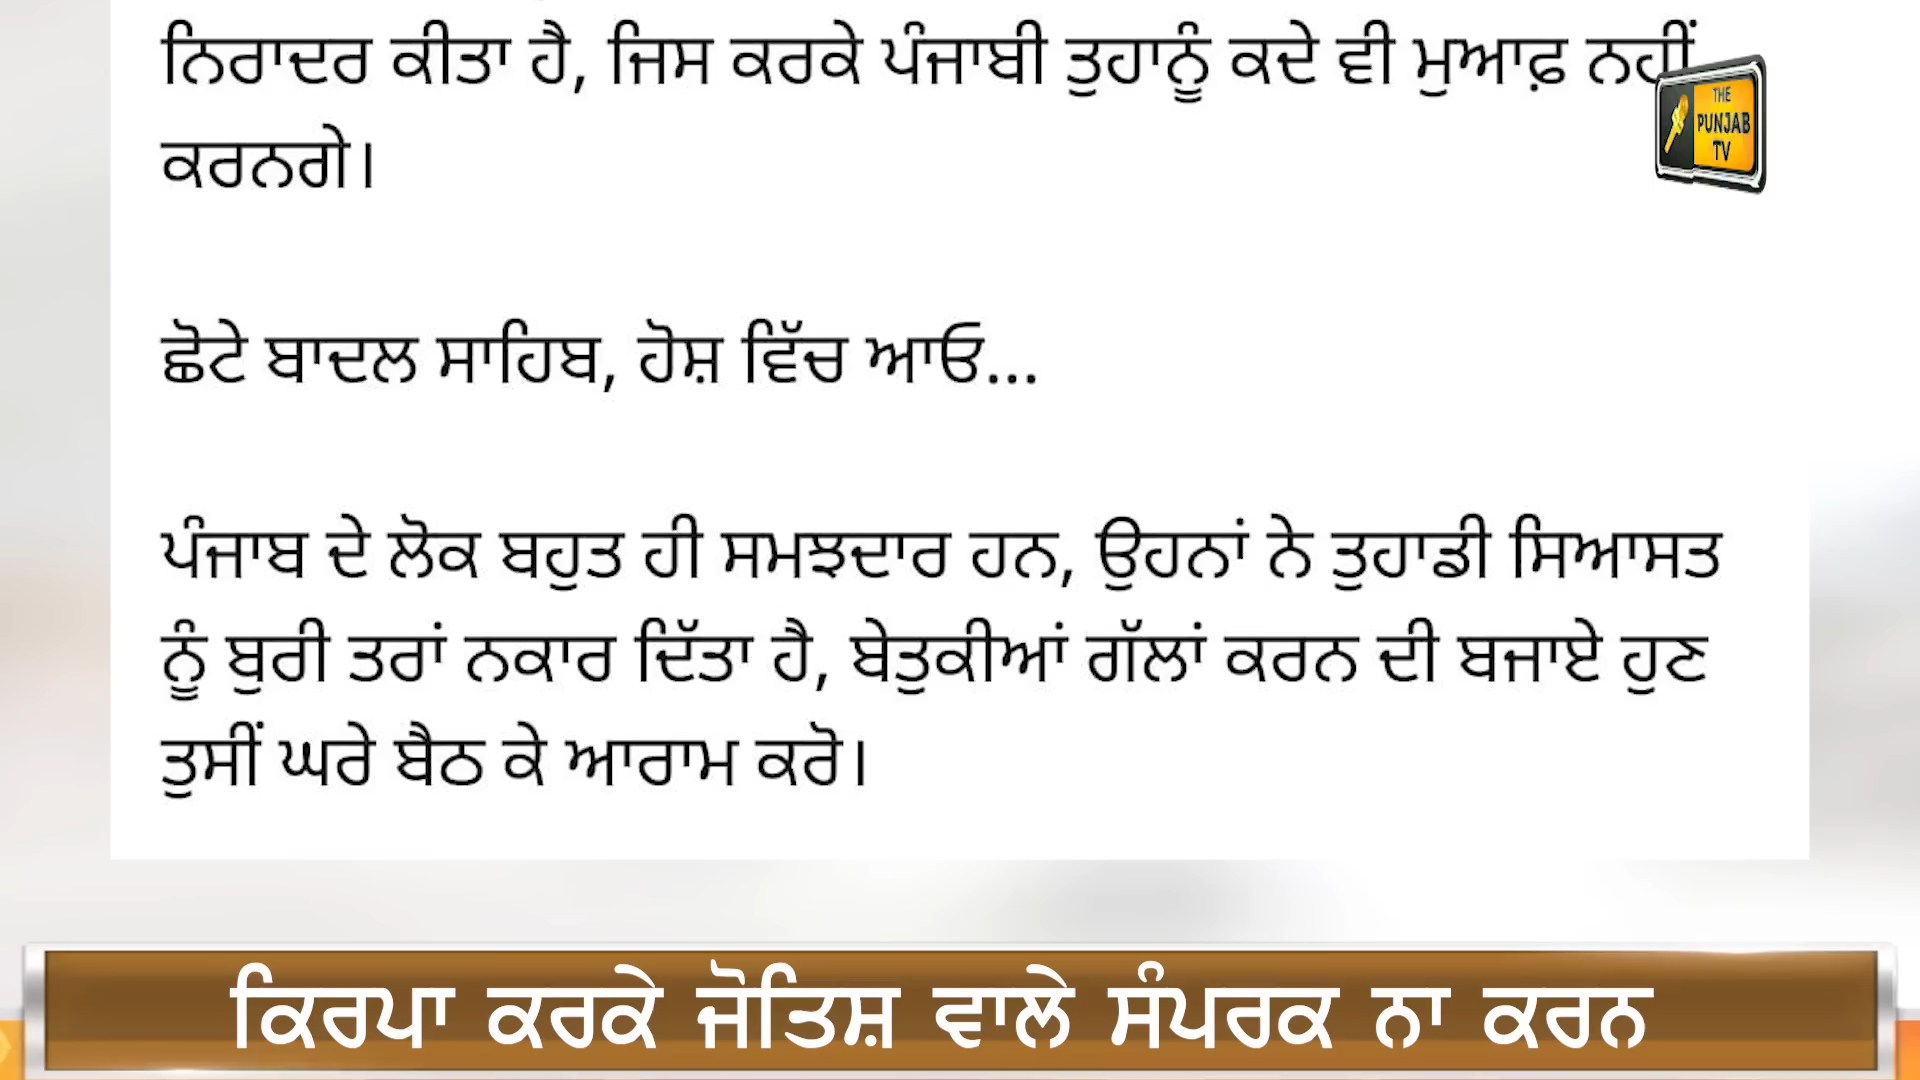 ਨਿਰਾਦਰ ਕੀਤਾ ਹੈ, ਜਿਸ ਕਰਕੇ ਪੰਜਾਬੀ ਤੁਹਾਨੂੰ ਕਦੇ ਵੀ ਮੁਆਫ਼ ਨਹੀਂ
THE
PUNJAB
TV
ਕਰਨਗੇ।
ਛੋਟੇ ਬਾਦਲ ਸਾਹਿਬ, ਹੋਸ਼ ਵਿੱਚ ਆਓ...
ਪੰਜਾਬ ਦੇ ਲੋਕ ਬਹੁਤ ਹੀ ਸਮਝਦਾਰ ਹਨ, ਉਹਨਾਂ ਨੇ ਤੁਹਾਡੀ ਸਿਆਸਤ
ਨੂੰ ਬੁਰੀ ਤਰਾਂ ਨਕਾਰ ਦਿੱਤਾ ਹੈ, ਬੇਤੁਕੀਆਂ ਗੱਲਾਂ ਕਰਨ ਦੀ ਬਜਾਏ ਹੁਣ
ਤੁਸੀਂ ਘਰੇ ਬੈਠ ਕੇ ਆਰਾਮ ਕਰੋ।
ਕਿਰਪਾ ਕਰਕੇ ਜੋਤਿਸ਼ ਵਾਲੇ ਸੰਪਰਕ ਨਾ ਕਰਨ